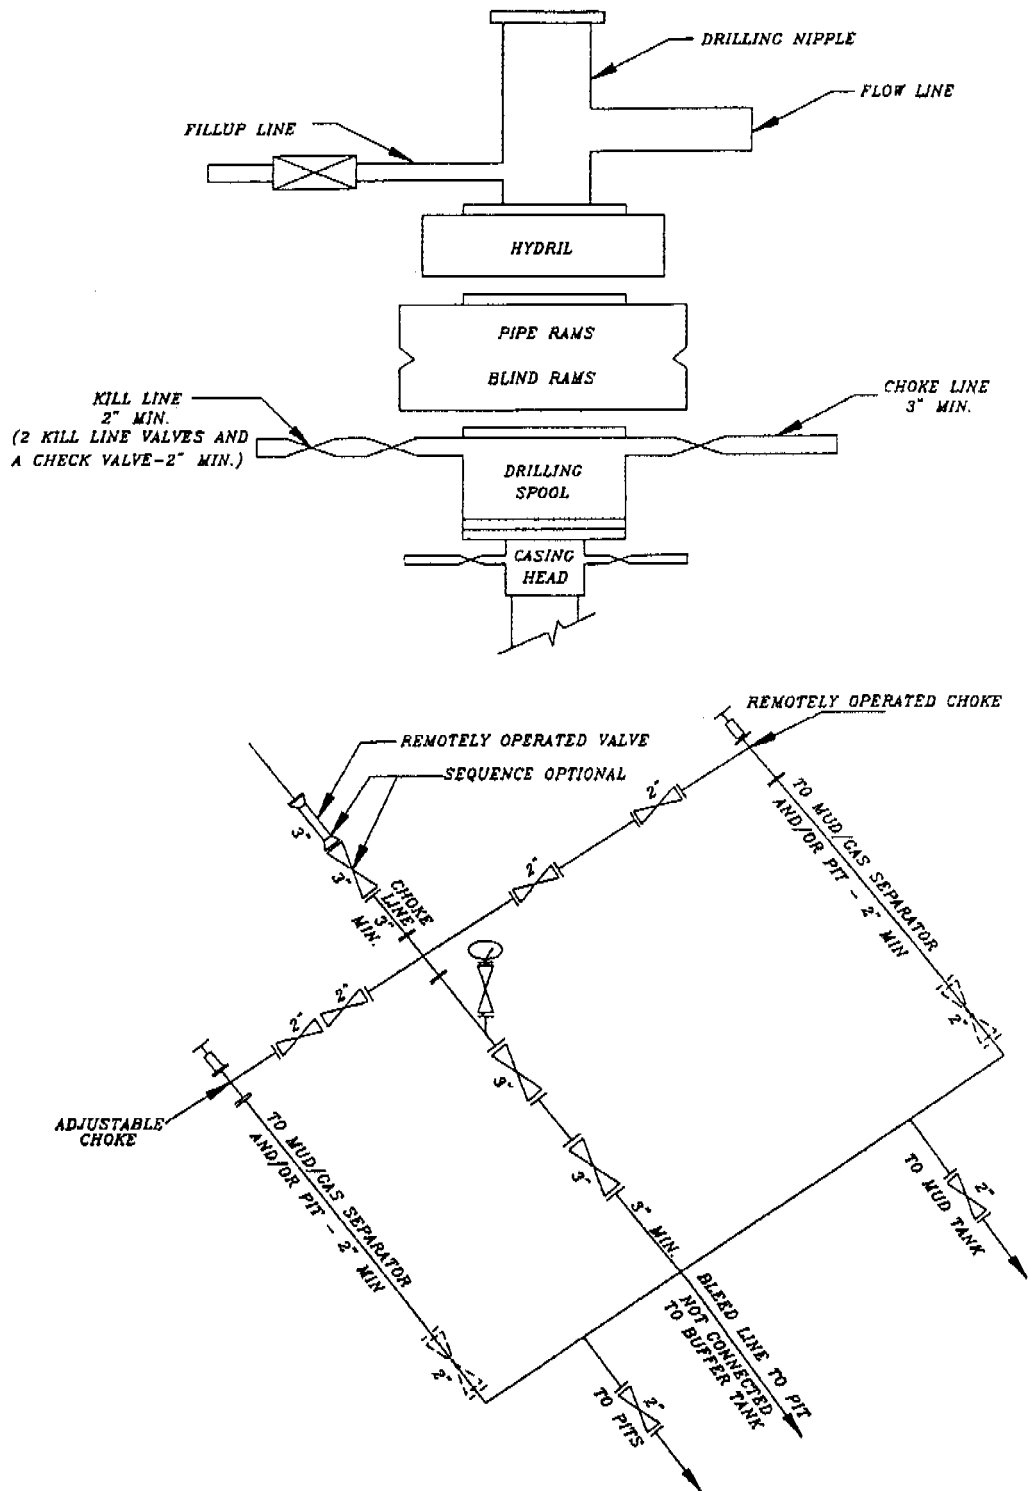 DRILLING NIPPLE
FLOW LINE
FILLUP LINE
HYDRIL
PIPE RAMS
BLIND RAMS
KILL LINE
2" MIN.
(2 KILL LINE VALVES AND
A CHECK VALVE-2" MIN.)
CHOKE LINE
3" MIN.
DRILLING
SPOOL
CASING
HEAD
REMOTELY OPERATED CHOKE
REMOTELY OPERATED VALVE
SEQUENCE OPTIONAL
3"
3"
CHOKE
LINE
3"
MIN.
2"
2"
2"
2"
TO MUD/GAS SEPARATOR
AND/OR PIT - 2" MIN
2"
ADJUSTABLE
CHOKE
TO MUD/GAS SEPARATOR
AND/OR PIT - 2" MIN
2"
3"
3" MIN.
2"
TO MUD TANK
BLEED LINE TO PIT
NOT CONNECTED
TO BUFFER TANK
2"
TO PITS